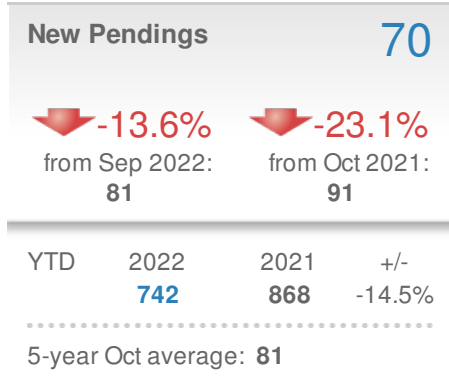 New Pendings 70
-13.6% -23.1%
from Sep 2022: from Oct 2021:
81 91
YTD 2022 2021 +/-
742 868 -14.5%
5-year Oct average: 81